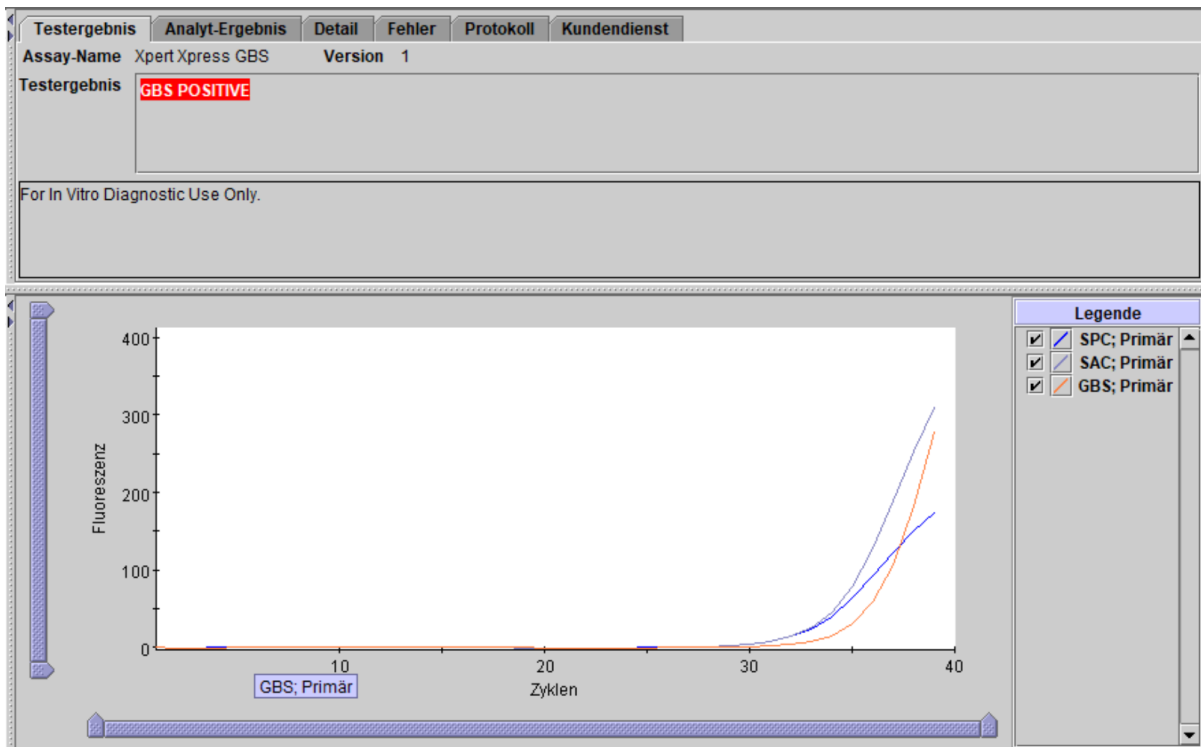 Testergebnis Analyt-Ergebnis Detail Fehler Protokoll Kundendienst
Assay-Name Xpert Xpress GBS Version 1
Testergebnis GBS POSITIVE
For In Vitro Diagnostic Use Only.
Legende
SPC; Primär
SAC; Primär
GBS; Primär
Fluoreszenz
400
300
200
100
0
10 20 30 40
GBS; Primär
Zyklen